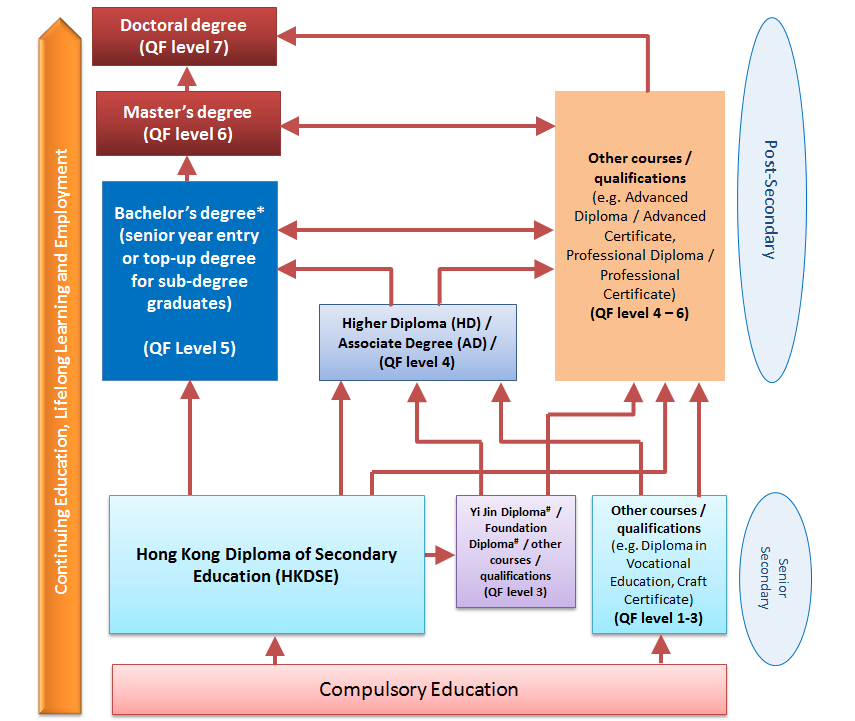 Doctoral degree
(QF level 7)
Master's degree
(QF level 6)
Bachelor's degree*
(senior year entry
or top-up degree
for sub-degree
graduates)
(QF Level 5)
Higher Diploma (HD) /
Associate Degree (AD) /
(QF level 4)
Other courses /
qualifications
(e.g. Advanced
Diploma / Advanced
Certificate,
Professional Diploma /
Professional
Certificate)
(QF level 4 – 6)
Post-Secondary
Continuing Education, Lifelong Learning and Employment
Hong Kong Diploma of Secondary
Education (HKDSE)
Yi Jin Diploma# /
Foundation
Diploma# / other
courses /
qualifications
(QF level 3)
Other courses /
qualifications
(e.g. Diploma in
Vocational
Education, Craft
Certificate)
(QF level 1-3)
Senior
Secondary
Compulsory Education